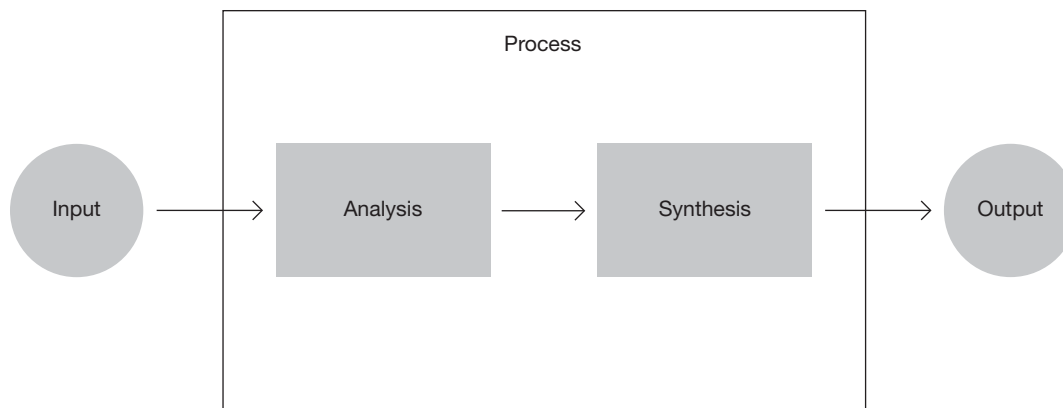 Process
Input
Analysis
Synthesis
Output